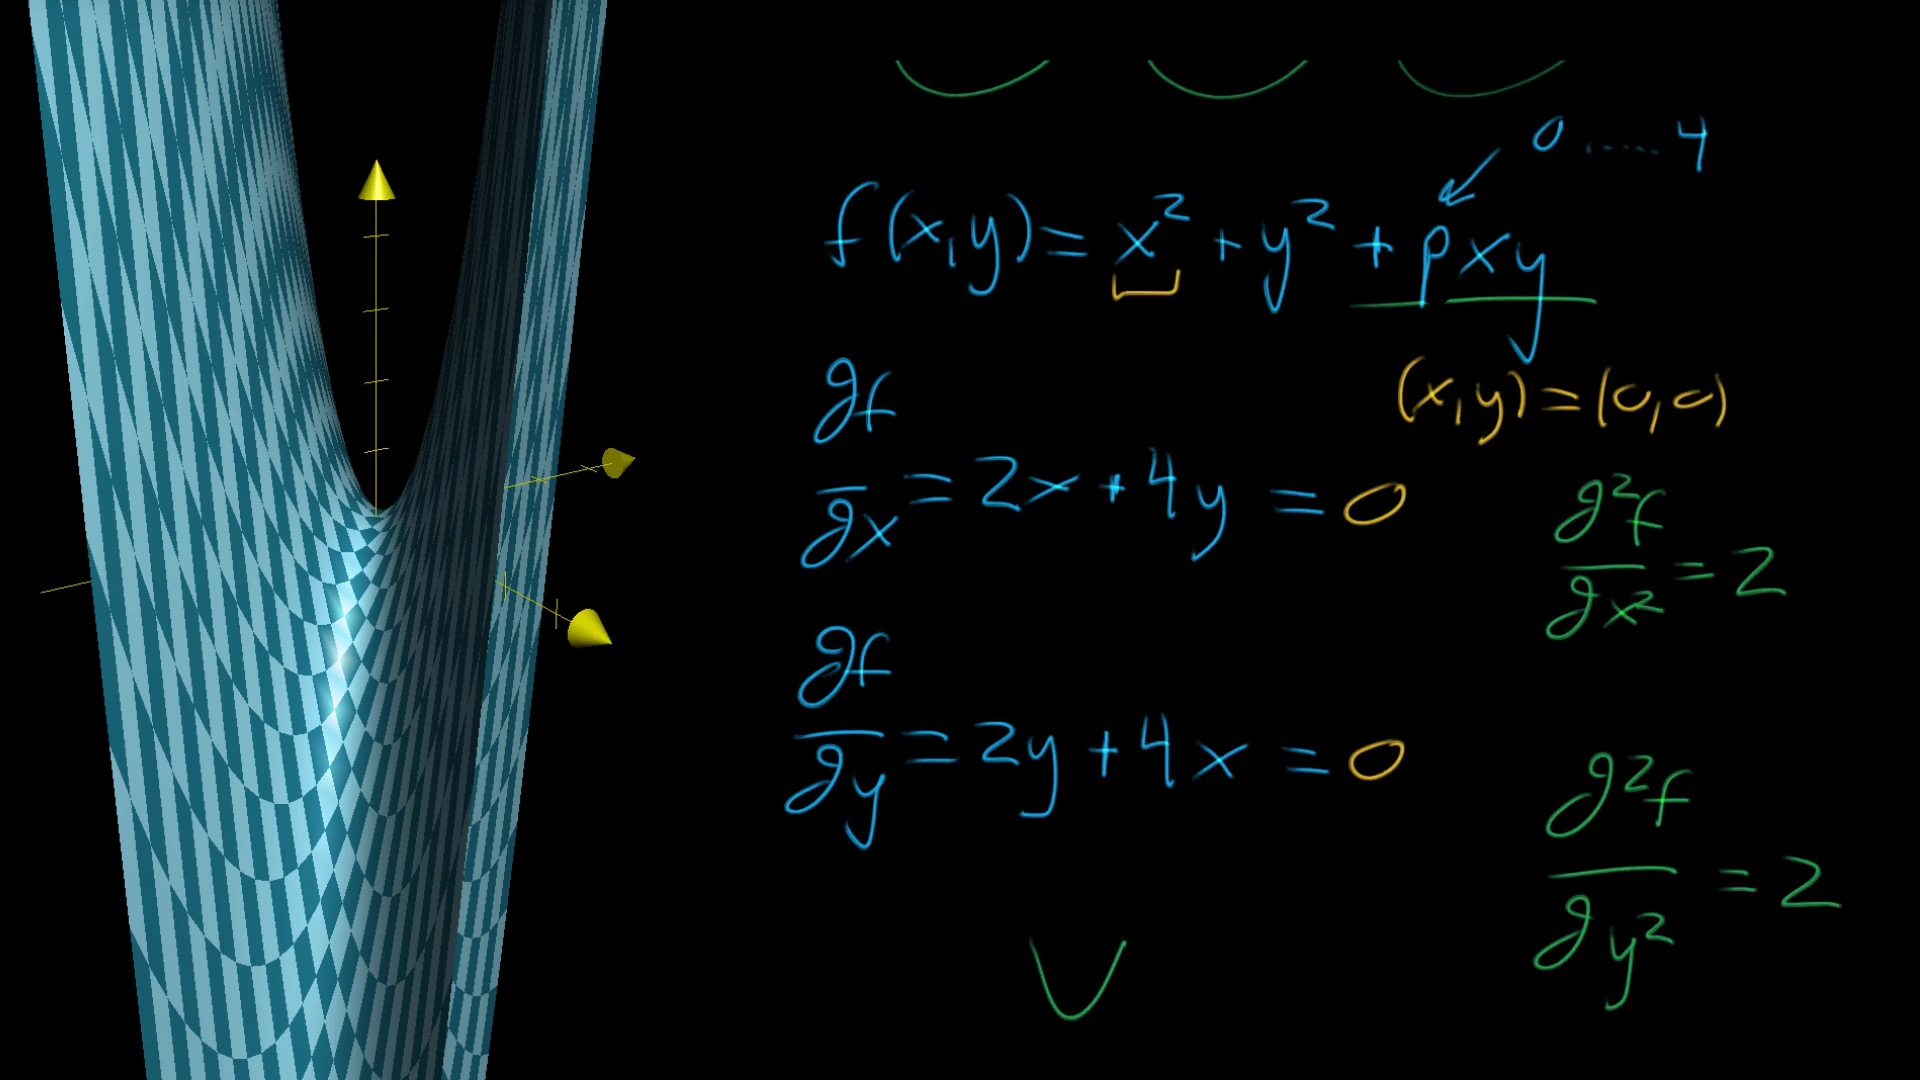 0 ..... 4
f(x,y) = x² + y² + pxy
(x,y) = (0,0)
∂f/∂x = 2x + 4y = 0
∂²f/∂x² = 2
∂f/∂y = 2y + 4x = 0
∂²f/∂y² = 2